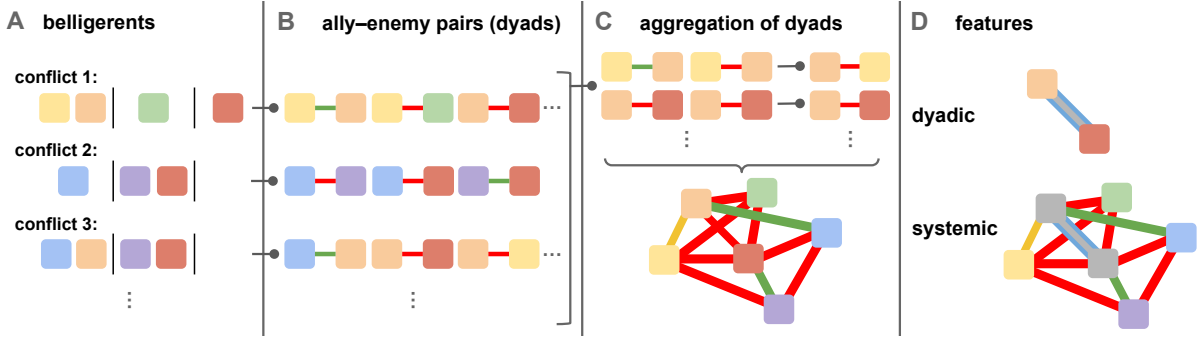 A belligerents
B ally–enemy pairs (dyads)
C aggregation of dyads
D features
conflict 1:
...
conflict 2:
conflict 3:
...
...
...
...
...
dyadic
systemic